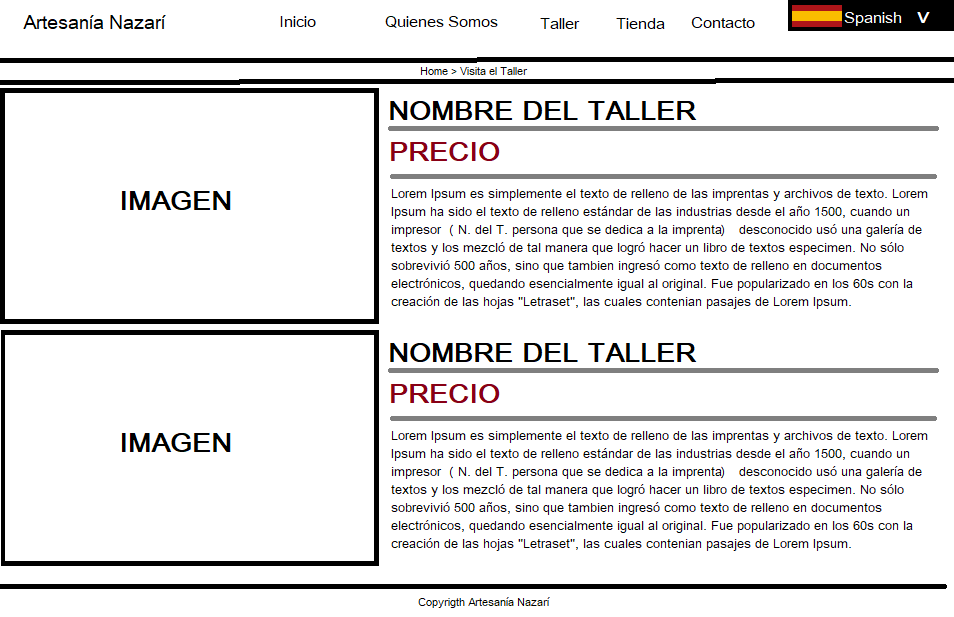 Artesanía Nazarí Inicio Quienes Somos Taller Tienda Contacto Spanish V
Home > Visita el Taller
IMAGEN
NOMBRE DEL TALLER
PRECIO
Lorem Ipsum es simplemente el texto de relleno de las imprentas y archivos de texto. Lorem
Ipsum ha sido el texto de relleno estándar de las industrias desde el año 1500, cuando un
impresor ( N. del T. persona que se dedica a la imprenta) desconocido usó una galería de
textos y los mezcló de tal manera que logró hacer un libro de textos especimen. No sólo
sobrevivió 500 años, sino que tambien ingresó como texto de relleno en documentos
electrónicos, quedando esencialmente igual al original. Fue popularizado en los 60s con la
creación de las hojas "Letraset", las cuales contenian pasajes de Lorem Ipsum.
IMAGEN
NOMBRE DEL TALLER
PRECIO
Lorem Ipsum es simplemente el texto de relleno de las imprentas y archivos de texto. Lorem
Ipsum ha sido el texto de relleno estándar de las industrias desde el año 1500, cuando un
impresor ( N. del T. persona que se dedica a la imprenta) desconocido usó una galería de
textos y los mezcló de tal manera que logró hacer un libro de textos especimen. No sólo
sobrevivió 500 años, sino que tambien ingresó como texto de relleno en documentos
electrónicos, quedando esencialmente igual al original. Fue popularizado en los 60s con la
creación de las hojas "Letraset", las cuales contenian pasajes de Lorem Ipsum.
Copyrigth Artesanía Nazarí